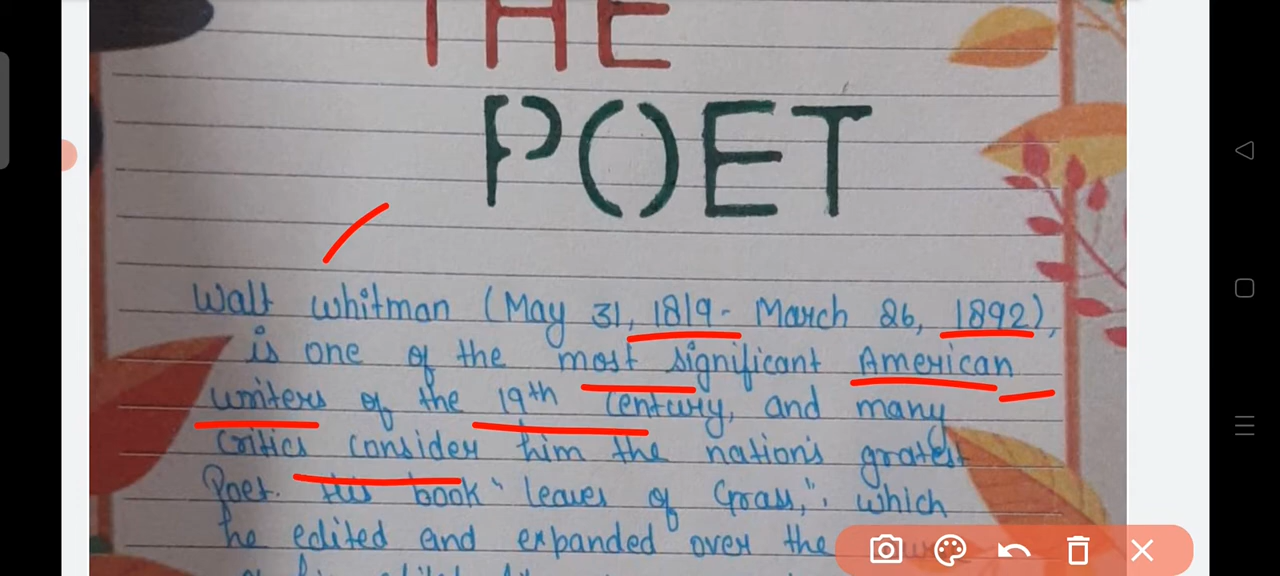 THE
POET
Walt Whitman (May 31, 1819- March 26, 1892),
is one of the most significant American
writers of the 19th Century, and many
Critics consider him the nation's gratest
Poet. His book "leaves of Grass,". which
he edited and expanded over the